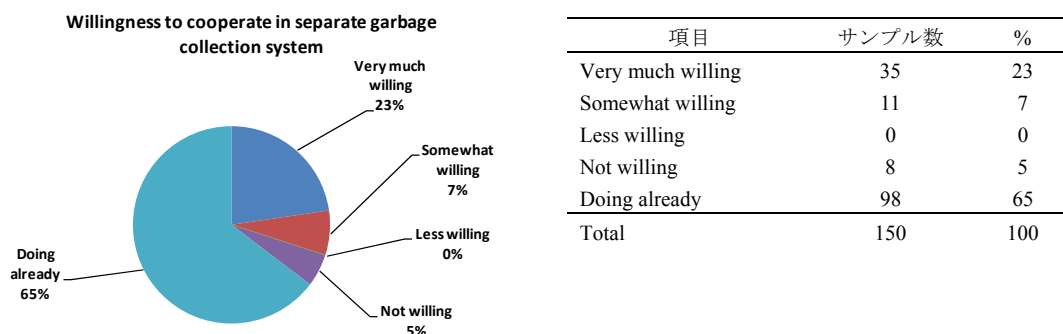 Willingness to cooperate in separate garbage
collection system
Very much
willing
23%
Somewhat
willing
7%
Less willing
0%
Not willing
5%
Doing
already
65%
項目 サンプル数 %
Very much willing 35 23
Somewhat willing 11 7
Less willing 0 0
Not willing 8 5
Doing already 98 65
Total 150 100